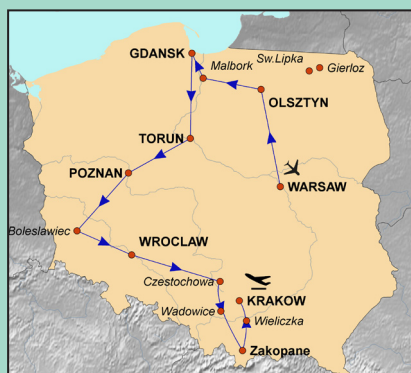 GDANSK
Sw.Lipka
Malbork
Gierloz
OLSZTYN
TORUN
POZNAN
WARSAW
Boleslawiec
WROCLAW
Czestochowa
KRAKOW
Wadowice
Wieliczka
Zakopane